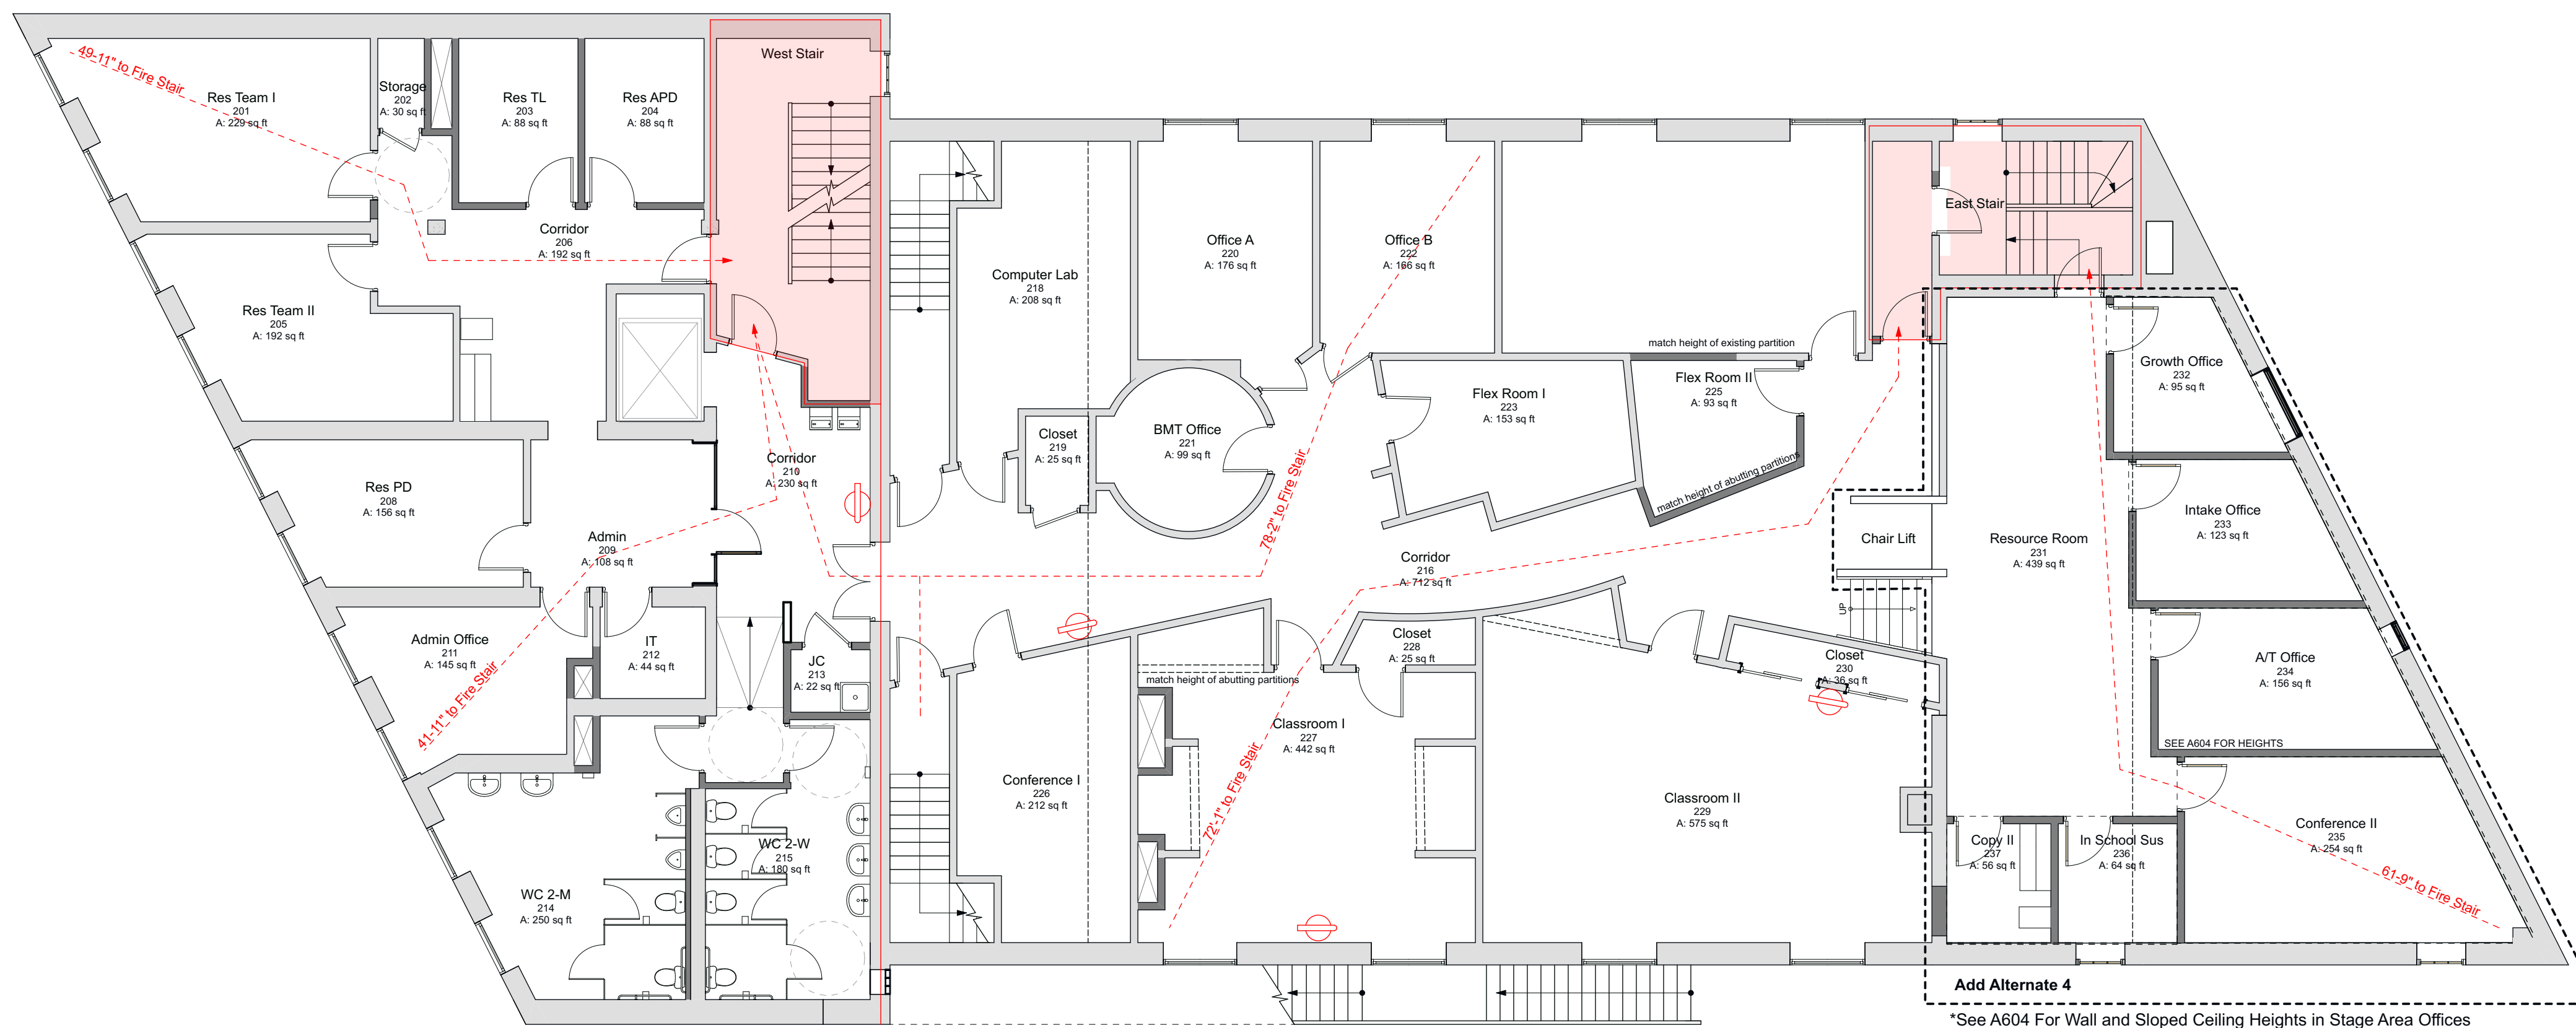 49-11" to Fire Stair
Res Team I
201
A: 229 sq ft
Storage
202
A: 30 sq ft
Res TL
203
A: 88 sq ft
Res APD
204
A: 88 sq ft
West Stair
Corridor
206
A: 192 sq ft
Res Team II
205
A: 192 sq ft
Computer Lab
218
A: 208 sq ft
Office A
220
A: 176 sq ft
Office B
222
A: 166 sq ft
East Stair
match height of existing partition
Flex Room I
223
A: 153 sq ft
Flex Room II
225
A: 93 sq ft
match height of abutting partitions
Growth Office
232
A: 95 sq ft
Closet
219
A: 25 sq ft
BMT Office
221
A: 99 sq ft
Corridor
210
A: 230 sq ft
Res PD
208
A: 156 sq ft
Admin
209
A: 108 sq ft
78-2" to Fire Stair
Corridor
216
A: 712 sq ft
Chair Lift
UP
Resource Room
231
A: 439 sq ft
Intake Office
233
A: 123 sq ft
Admin Office
211
A: 145 sq ft
41-11" to Fire Stair
IT
212
A: 44 sq ft
JC
213
A: 22 sq ft
match height of abutting partitions
Closet
228
A: 25 sq ft
Closet
230
A: 36 sq ft
A/T Office
234
A: 156 sq ft
SEE A604 FOR HEIGHTS
Classroom I
227
A: 442 sq ft
72'-1" to Fire Stair
Conference I
226
A: 212 sq ft
Classroom II
229
A: 575 sq ft
WC 2-W
215
A: 180 sq ft
WC 2-M
214
A: 250 sq ft
Copy II
237
A: 56 sq ft
In School Sus
236
A: 64 sq ft
Conference II
235
A: 254 sq ft
61-9" to Fire Stair
Add Alternate 4
*See A604 For Wall and Sloped Ceiling Heights in Stage Area Offices